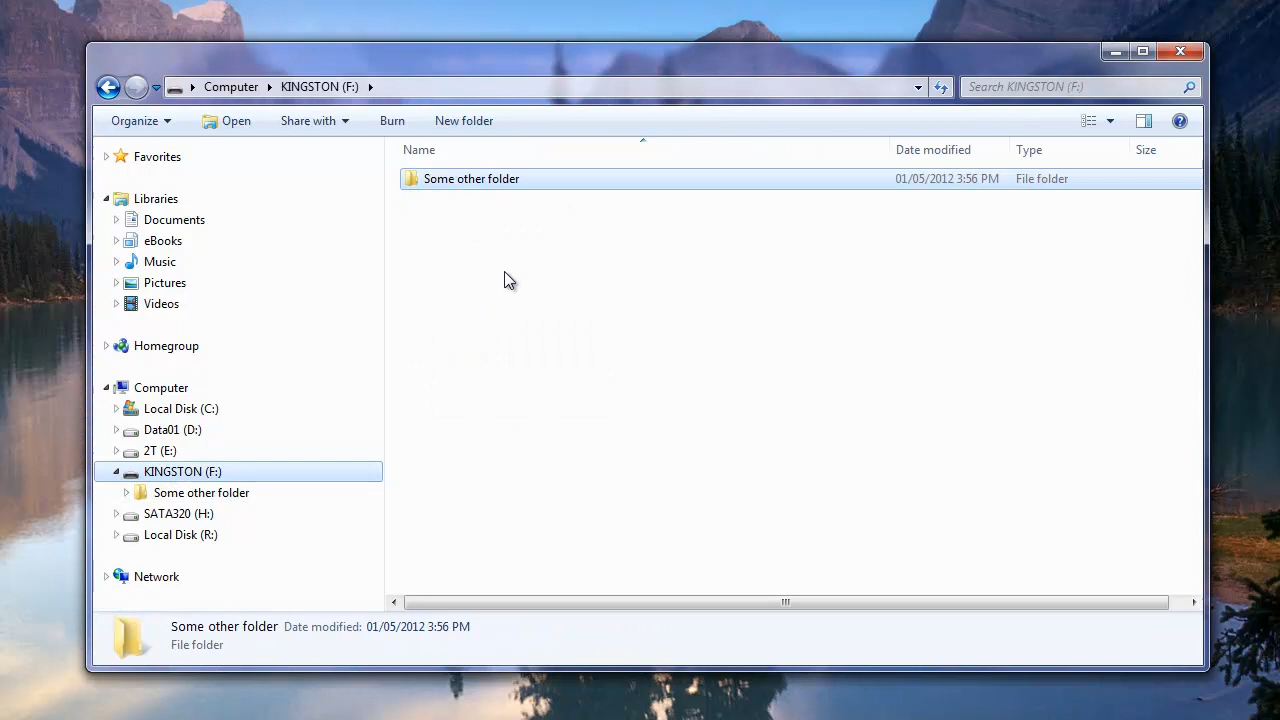 Computer KINGSTON (F:)
Search KINGSTON (F:)
Organize Open Share with Burn New folder
Name Date modified Type Size
Some other folder 01/05/2012 3:56 PM File folder
Favorites
Libraries
Documents
eBooks
Music
Pictures
Videos
Homegroup
Computer
Local Disk (C:)
Data01 (D:)
2T (E:)
KINGSTON (F:)
Some other folder
SATA320 (H:)
Local Disk (R:)
Network
Some other folder Date modified: 01/05/2012 3:56 PM
File folder